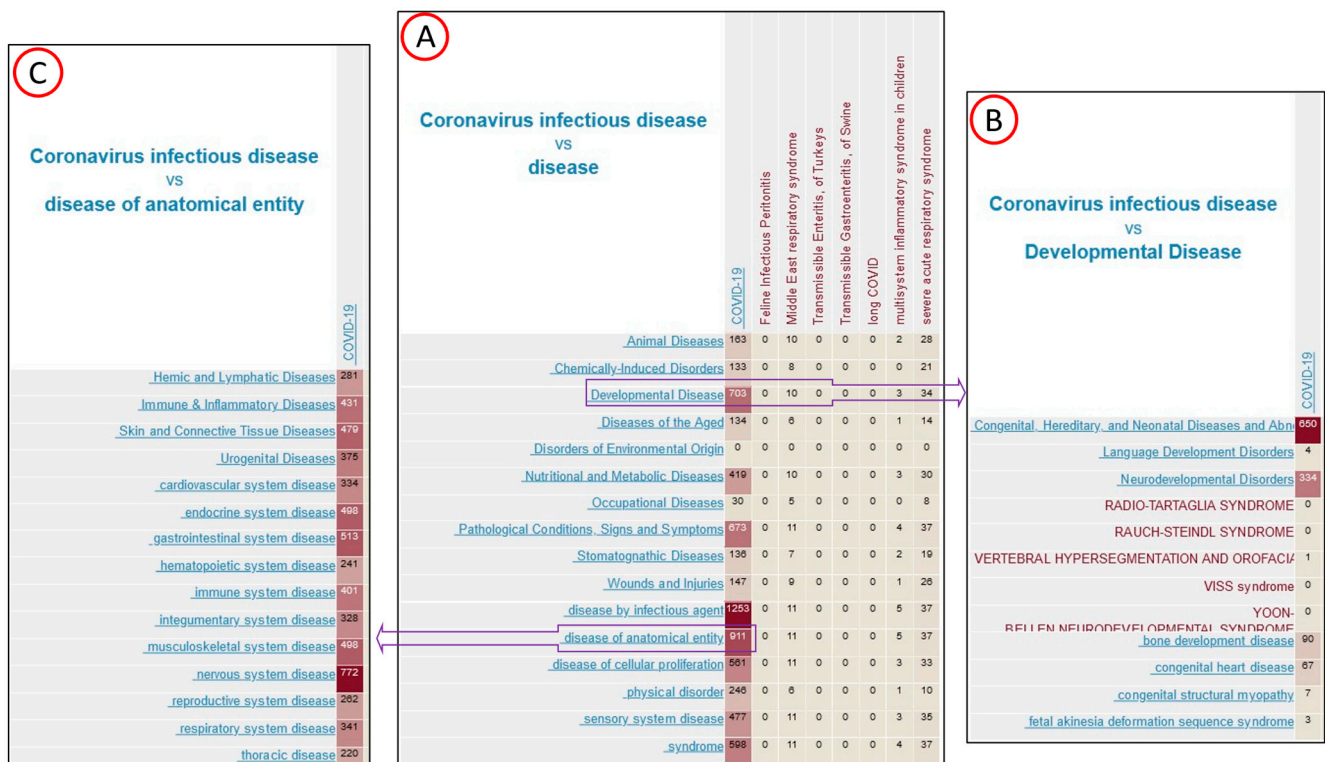 C
Coronavirus infectious disease
vs
disease of anatomical entity
COVID-19
Hemic and Lymphatic Diseases 281
Immune & Inflammatory Diseases 431
Skin and Connective Tissue Diseases 479
Urogenital Diseases 375
cardiovascular system disease 334
endocrine system disease 498
gastrointestinal system disease 513
hematopoietic system disease 241
immune system disease 401
integumentary system disease 328
musculoskeletal system disease 498
nervous system disease 772
reproductive system disease 262
respiratory system disease 341
thoracic disease 220
A
Coronavirus infectious disease
vs
disease
COVID-19
Feline Infectious Peritonitis
Middle East respiratory syndrome
Transmissible Enteritis, of Turkeys
Transmissible Gastroenteritis, of Swine
long COVID
multisystem inflammatory syndrome in children
severe acute respiratory syndrome
Animal Diseases 163 0 10 0 0 0 2 28
Chemically-Induced Disorders 133 0 8 0 0 0 0 21
Developmental Disease 703 0 10 0 0 0 3 34
Diseases of the Aged 134 0 6 0 0 0 1 14
Disorders of Environmental Origin 0 0 0 0 0 0 0 0
Nutritional and Metabolic Diseases 419 0 10 0 0 0 3 30
Occupational Diseases 30 0 5 0 0 0 0 8
Pathological Conditions, Signs and Symptoms 673 0 11 0 0 0 4 37
Stomatognathic Diseases 136 0 7 0 0 0 2 19
Wounds and Injuries 147 0 9 0 0 0 1 26
disease by infectious agent 1253 0 11 0 0 0 5 37
disease of anatomical entity 911 0 11 0 0 0 5 37
disease of cellular proliferation 561 0 11 0 0 0 3 33
physical disorder 246 0 6 0 0 0 1 10
sensory system disease 477 0 11 0 0 0 3 35
syndrome 598 0 11 0 0 0 4 37
B
Coronavirus infectious disease
vs
Developmental Disease
COVID-19
Congenital, Hereditary, and Neonatal Diseases and Abn 650
Language Development Disorders 4
Neurodevelopmental Disorders 334
RADIO-TARTAGLIA SYNDROME 0
RAUCH-STEINDL SYNDROME 0
VERTEBRAL HYPERSEGMENTATION AND OROFACIA 1
VISS syndrome 0
YOON- 0
BELLEN NEURODEVELOPMENTAL SYNDROME
bone development disease 90
congenital heart disease 67
congenital structural myopathy 7
fetal akinesia deformation sequence syndrome 3